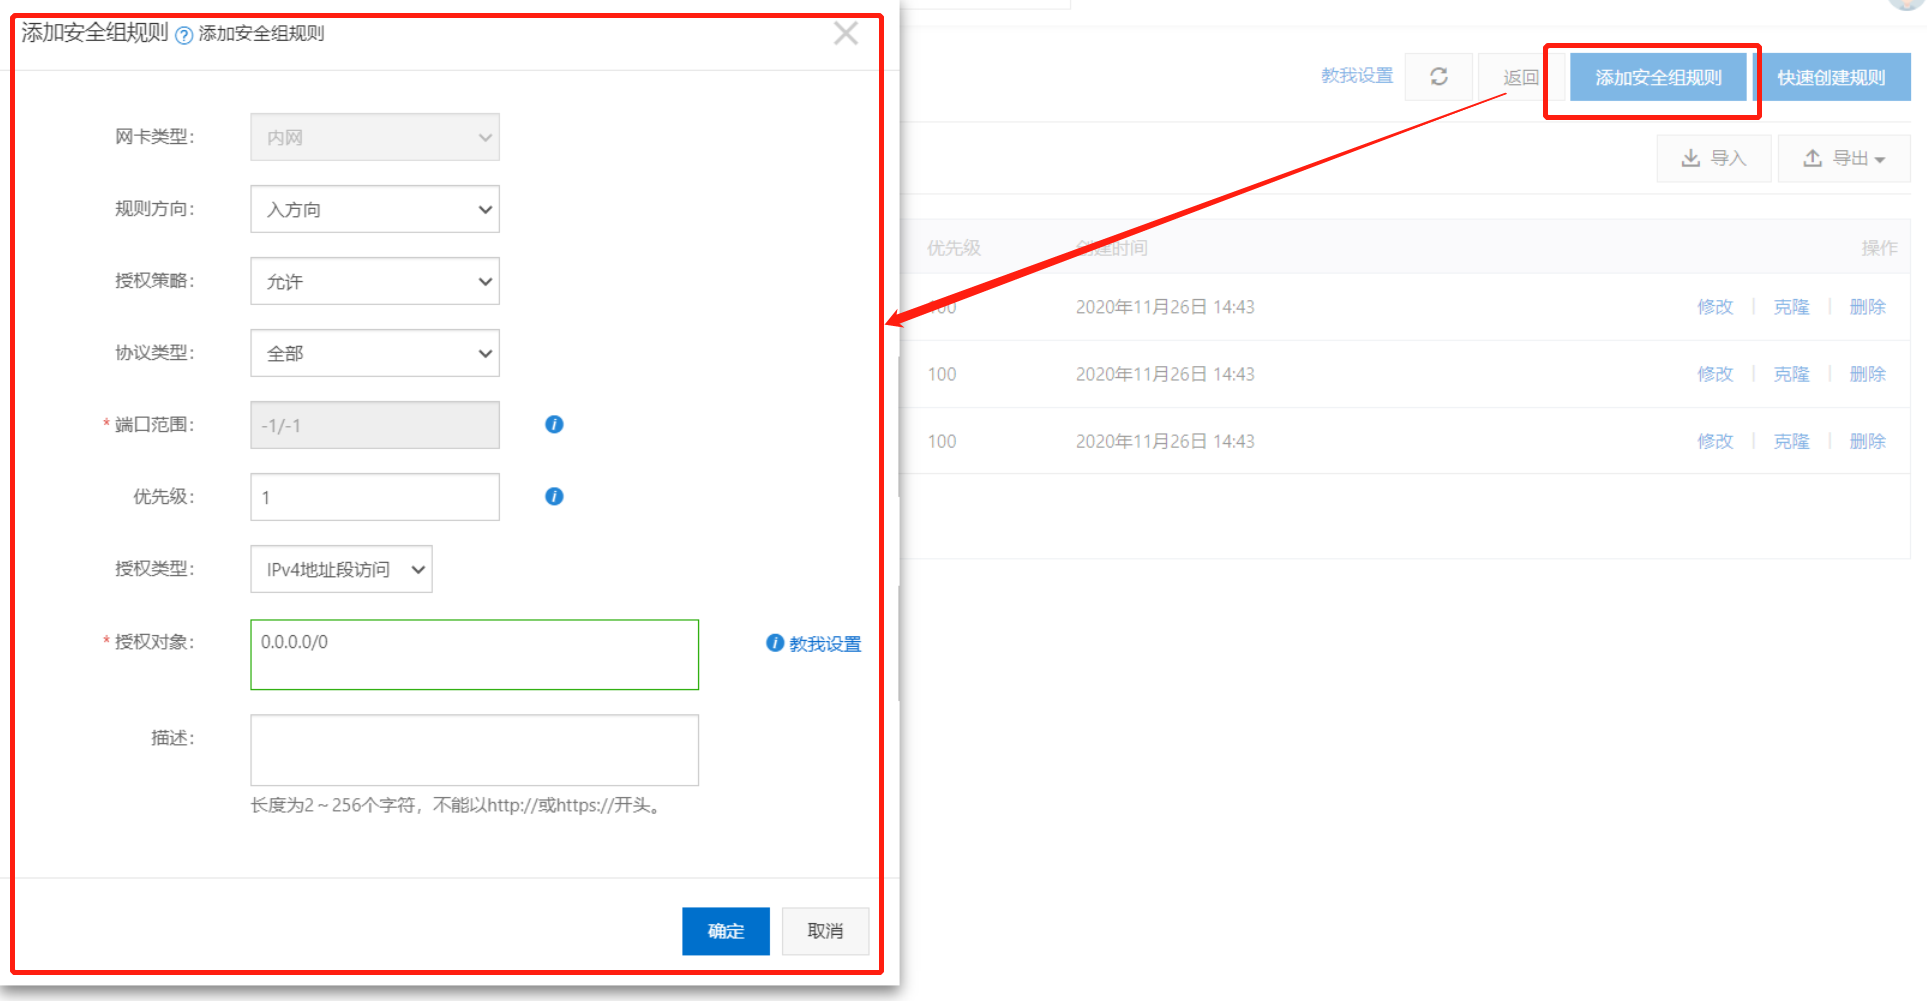 添加安全组规则 ? 添加安全组规则
网卡类型： 内网
规则方向： 入方向
授权策略： 允许
协议类型： 全部
* 端口范围： -1/-1
优先级： 1
授权类型： IPv4地址段访问
* 授权对象： 0.0.0.0/0
教我设置
描述：
长度为2～256个字符，不能以http://或https://开头。
确定 取消
教我设置 返回 添加安全组规则 快速创建规则
导入 导出
优先级 创建时间 操作
100 2020年11月26日 14:43 修改 克隆 删除
100 2020年11月26日 14:43 修改 克隆 删除
100 2020年11月26日 14:43 修改 克隆 删除